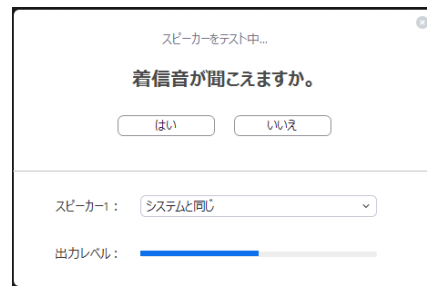 スピーカーをテスト中...
着信音が聞こえますか。
はい いいえ
スピーカー1： システムと同じ
出力レベル：